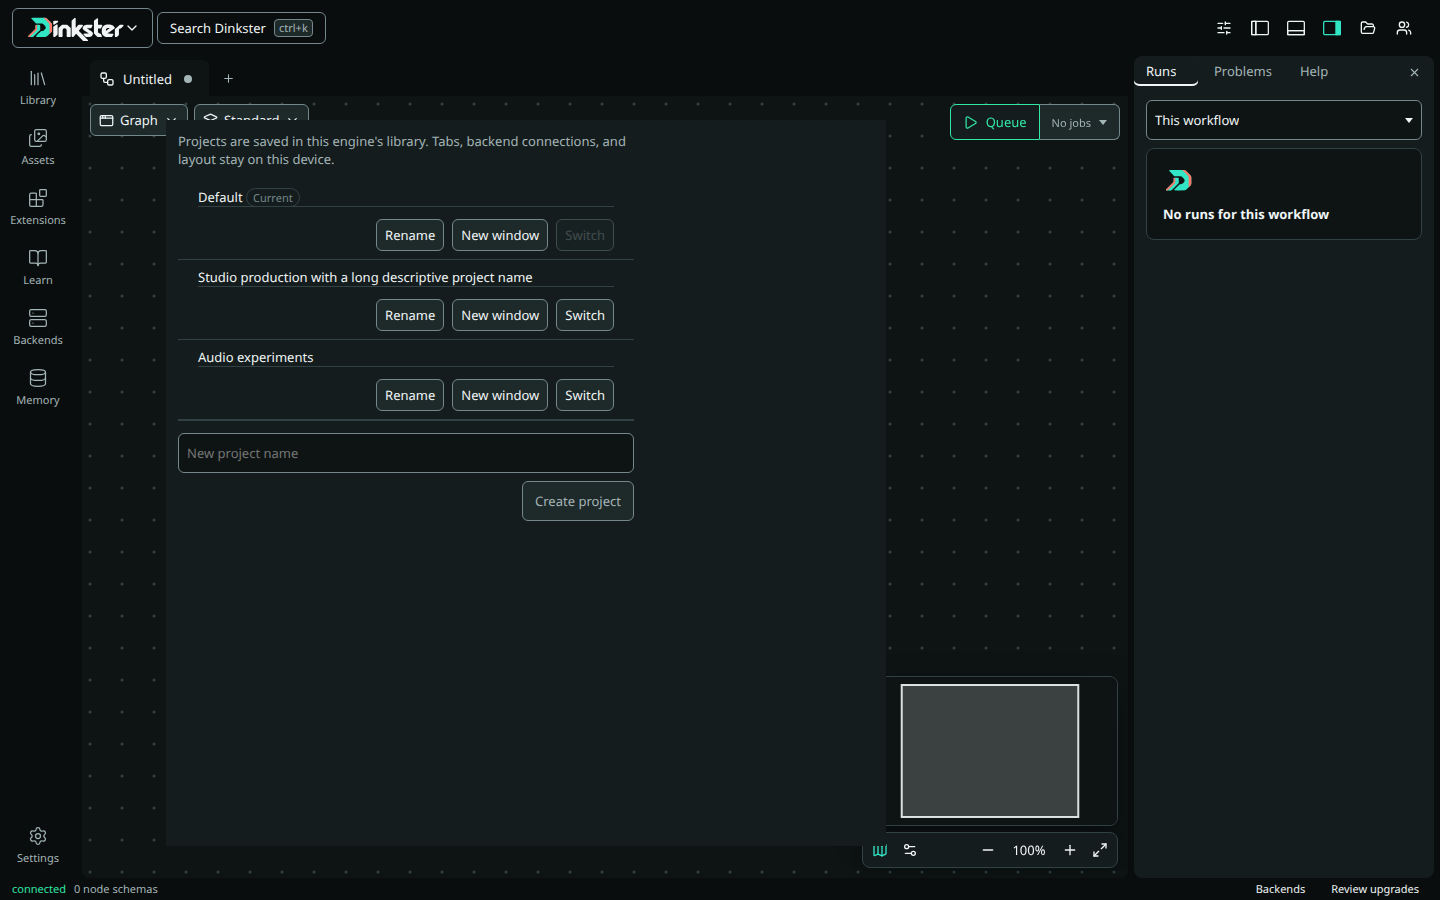 Dinkster
Search Dinkster ctrl+k
Library
Assets
Extensions
Learn
Backends
Memory
Settings
Untitled
Graph
Standard
Queue
No jobs
Projects are saved in this engine's library. Tabs, backend connections, and
layout stay on this device.
Default Current
Rename New window Switch
Studio production with a long descriptive project name
Rename New window Switch
Audio experiments
Rename New window Switch
New project name
Create project
100%
Runs Problems Help
This workflow
No runs for this workflow
connected 0 node schemas
Backends Review upgrades